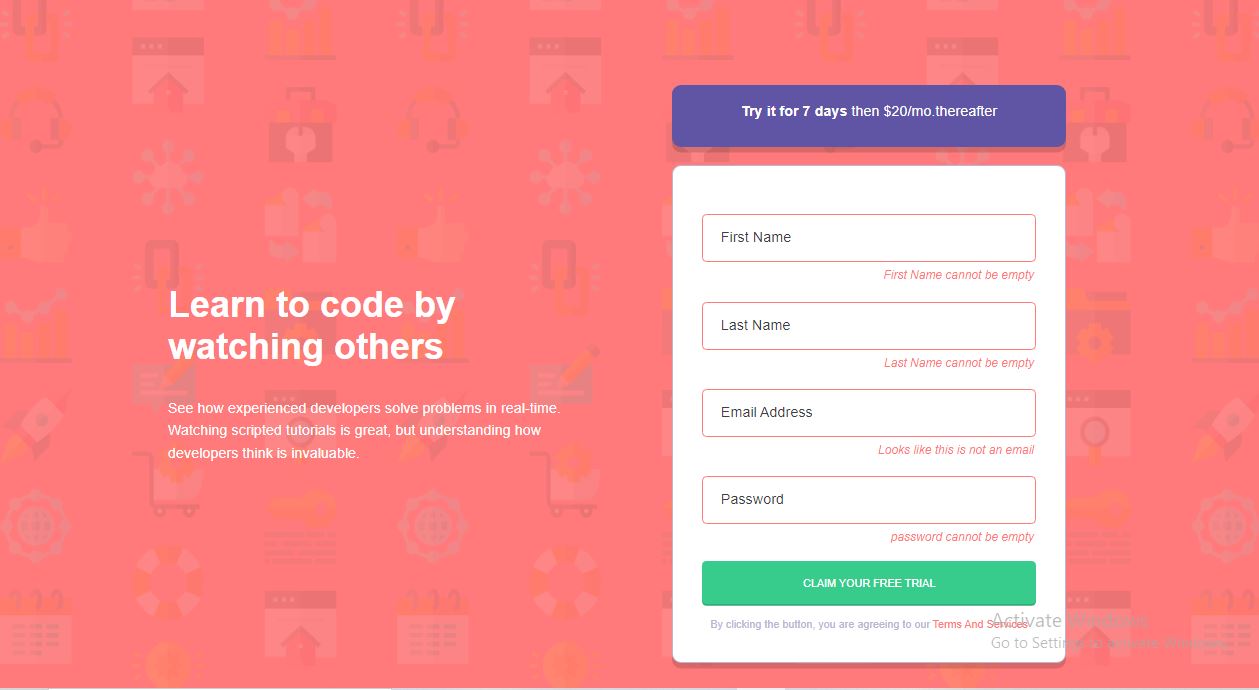 Try it for 7 days then $20/mo.thereafter
Learn to code by
watching others
See how experienced developers solve problems in real-time.
Watching scripted tutorials is great, but understanding how
developers think is invaluable.
First Name
First Name cannot be empty
Last Name
Last Name cannot be empty
Email Address
Looks like this is not an email
Password
password cannot be empty
CLAIM YOUR FREE TRIAL
By clicking the button, you are agreeing to our Terms And Services
Activate Windows
Go to Settings to activate Windows.